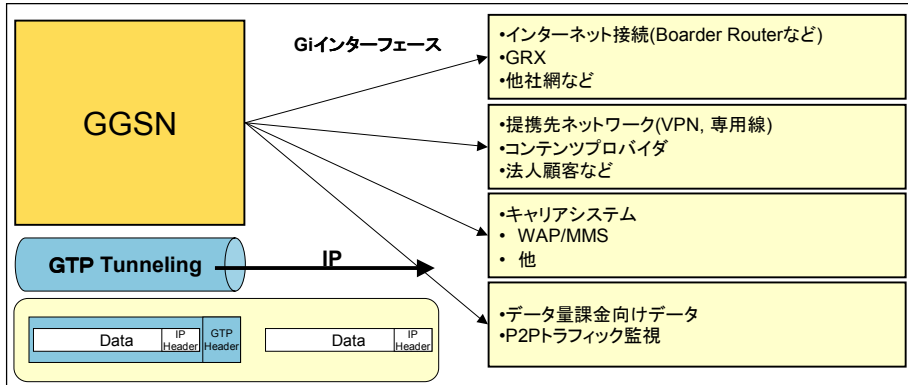 Giインターフェース
GGSN
GTP Tunneling
IP
Data
IP
Header
GTP
Header
Data
IP
Header
•インターネット接続(Boarder Routerなど)
•GRX
•他社網など
•提携先ネットワーク(VPN, 専用線)
•コンテンツプロバイダ
•法人顧客など
•キャリアシステム
• WAP/MMS
• 他
•データ量課金向けデータ
•P2Pトラフィック監視